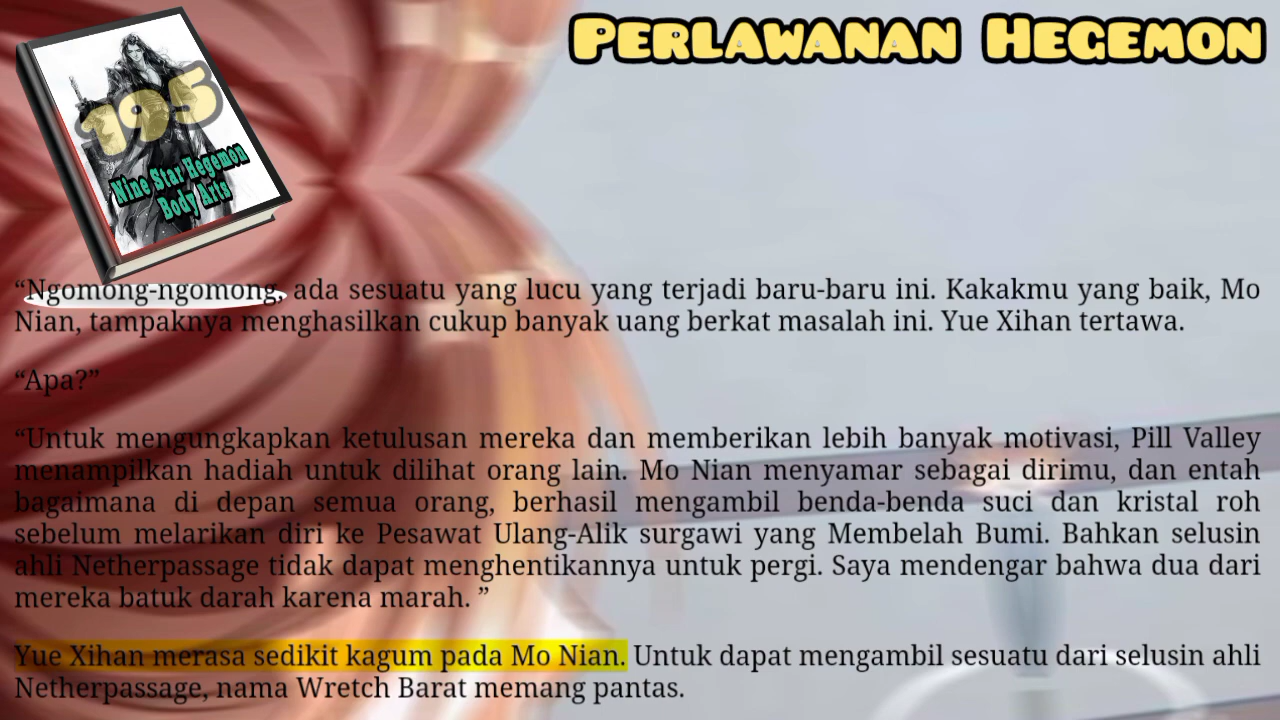 PERLAWANAN HEGEMON
195
Nine Star Hegemon
Body Arts
“Ngomong-ngomong, ada sesuatu yang lucu yang terjadi baru-baru ini. Kakakmu yang baik, Mo
Nian, tampaknya menghasilkan cukup banyak uang berkat masalah ini. Yue Xihan tertawa.
“Apa?”
“Untuk mengungkapkan ketulusan mereka dan memberikan lebih banyak motivasi, Pill Valley
menampilkan hadiah untuk dilihat orang lain. Mo Nian menyamar sebagai dirimu, dan entah
bagaimana di depan semua orang, berhasil mengambil benda-benda suci dan kristal roh
sebelum melarikan diri ke Pesawat Ulang-Alik surgawi yang Membelah Bumi. Bahkan selusin
ahli Netherpassage tidak dapat menghentikannya untuk pergi. Saya mendengar bahwa dua dari
mereka batuk darah karena marah. ”
Yue Xihan merasa sedikit kagum pada Mo Nian. Untuk dapat mengambil sesuatu dari selusin ahli
Netherpassage, nama Wretch Barat memang pantas.